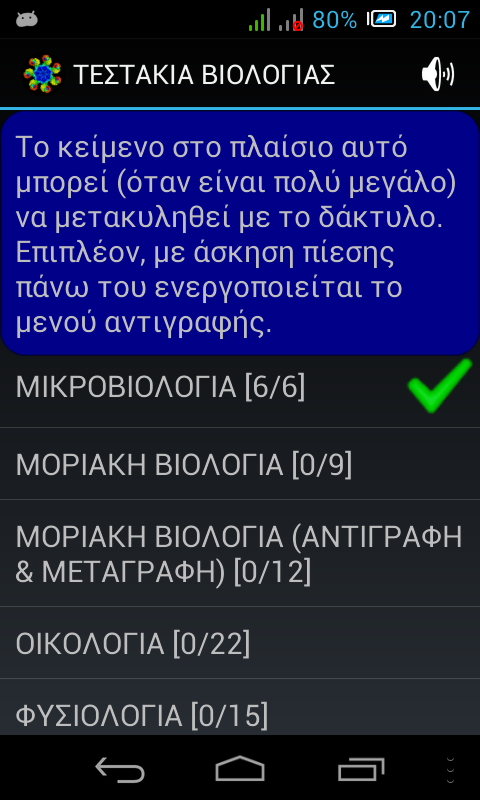 80% 20:07
ΤΕΣΤΑΚΙΑ ΒΙΟΛΟΓΙΑΣ
Το κείμενο στο πλαίσιο αυτό
μπορεί (όταν είναι πολύ μεγάλο)
να μετακυληθεί με το δάκτυλο.
Επιπλέον, με άσκηση πίεσης
πάνω του ενεργοποιείται το
μενού αντιγραφής.
ΜΙΚΡΟΒΙΟΛΟΓΙΑ [6/6]
ΜΟΡΙΑΚΗ ΒΙΟΛΟΓΙΑ [0/9]
ΜΟΡΙΑΚΗ ΒΙΟΛΟΓΙΑ (ΑΝΤΙΓΡΑΦΗ
& ΜΕΤΑΓΡΑΦΗ) [0/12]
ΟΙΚΟΛΟΓΙΑ [0/22]
ΦΥΣΙΟΛΟΓΙΑ [0/15]